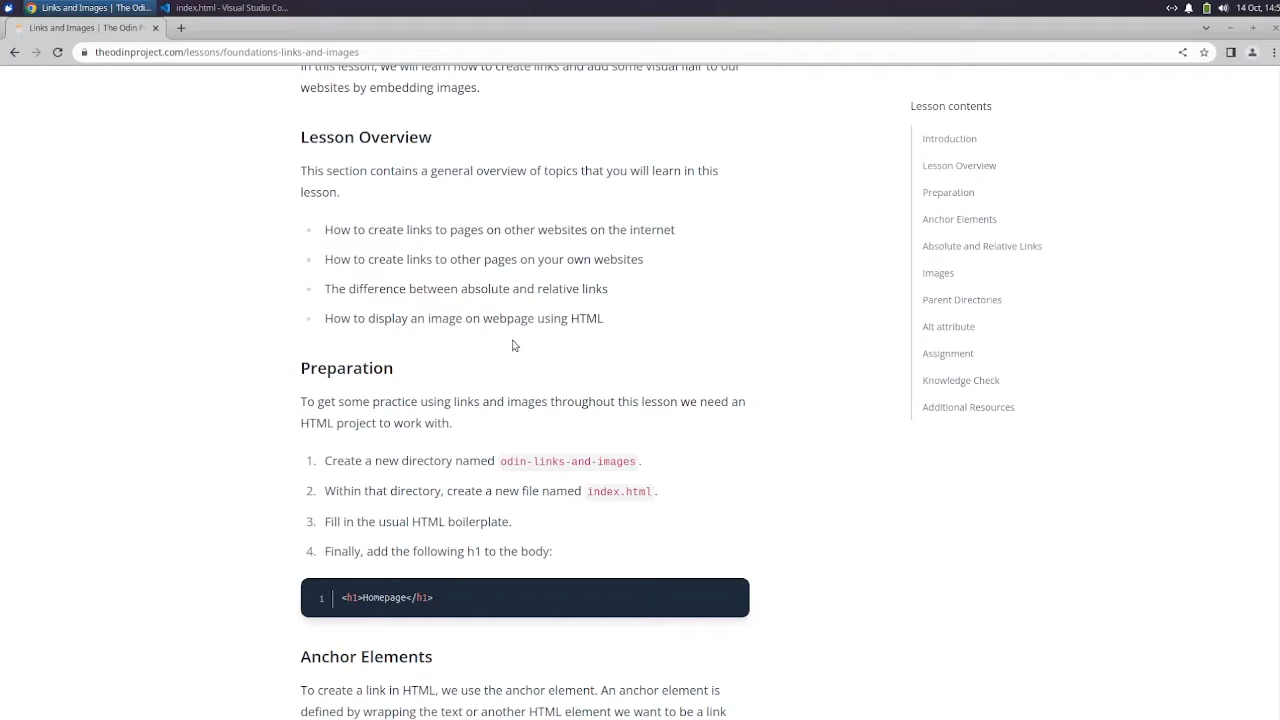 Links and Images | The Odin...
index.html - Visual Studio Co...
14 Oct, 14:5
Links and Images | The Odin P
theodinproject.com/lessons/foundations-links-and-images
In this lesson, we will learn how to create links and add some visual flair to our
websites by embedding images.
Lesson Overview
This section contains a general overview of topics that you will learn in this
lesson.
How to create links to pages on other websites on the internet
How to create links to other pages on your own websites
The difference between absolute and relative links
How to display an image on webpage using HTML
Preparation
To get some practice using links and images throughout this lesson we need an
HTML project to work with.
1. Create a new directory named odin-links-and-images.
2. Within that directory, create a new file named index.html.
3. Fill in the usual HTML boilerplate.
4. Finally, add the following h1 to the body:
1 <h1>Homepage</h1>
Anchor Elements
To create a link in HTML, we use the anchor element. An anchor element is
defined by wrapping the text or another HTML element we want to be a link
Lesson contents
Introduction
Lesson Overview
Preparation
Anchor Elements
Absolute and Relative Links
Images
Parent Directories
Alt attribute
Assignment
Knowledge Check
Additional Resources